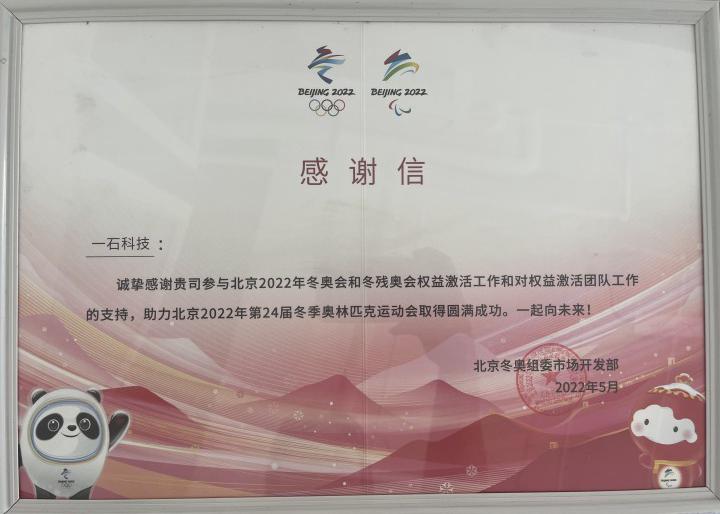 BEIJING 2022 BEIJING 2022
感谢信
一石科技：
诚挚感谢贵司参与北京2022年冬奥会和冬残奥会权益激活工作和对权益激活团队工作
的支持，助力北京2022年第24届冬季奥林匹克运动会取得圆满成功。一起向未来！
北京冬奥组委市场开发部
2022年5月